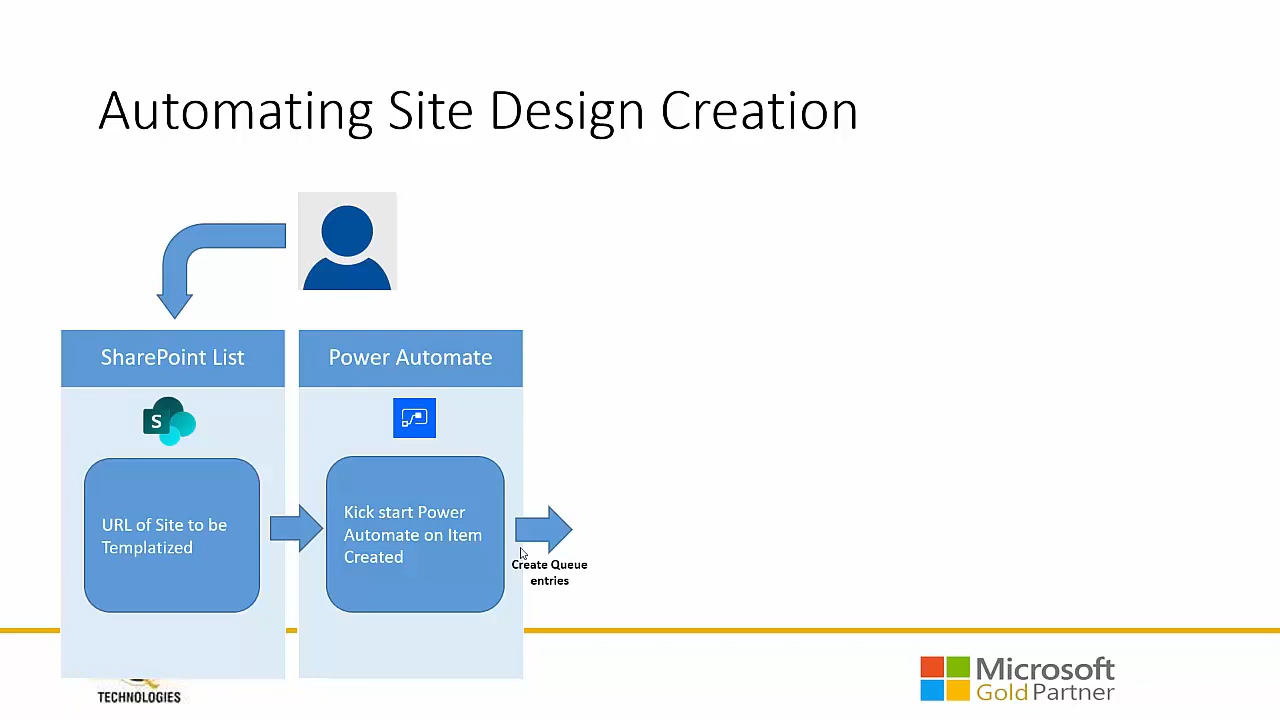 Automating Site Design Creation
SharePoint List
Power Automate
S
URL of Site to be
Templatized
Kick start Power
Automate on Item
Created
Create Queue
entries
TECHNOLOGIES
Microsoft
Gold Partner